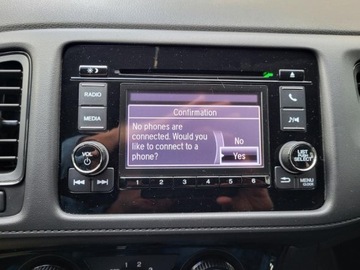 RADIO
MEDIA
VOL
Confirmation
No phones are
connected. Would you
like to connect to a
phone?
No
Yes
LIST
PUSH
SELECT
MENU
CLOCK
1 2 3 4 5 6